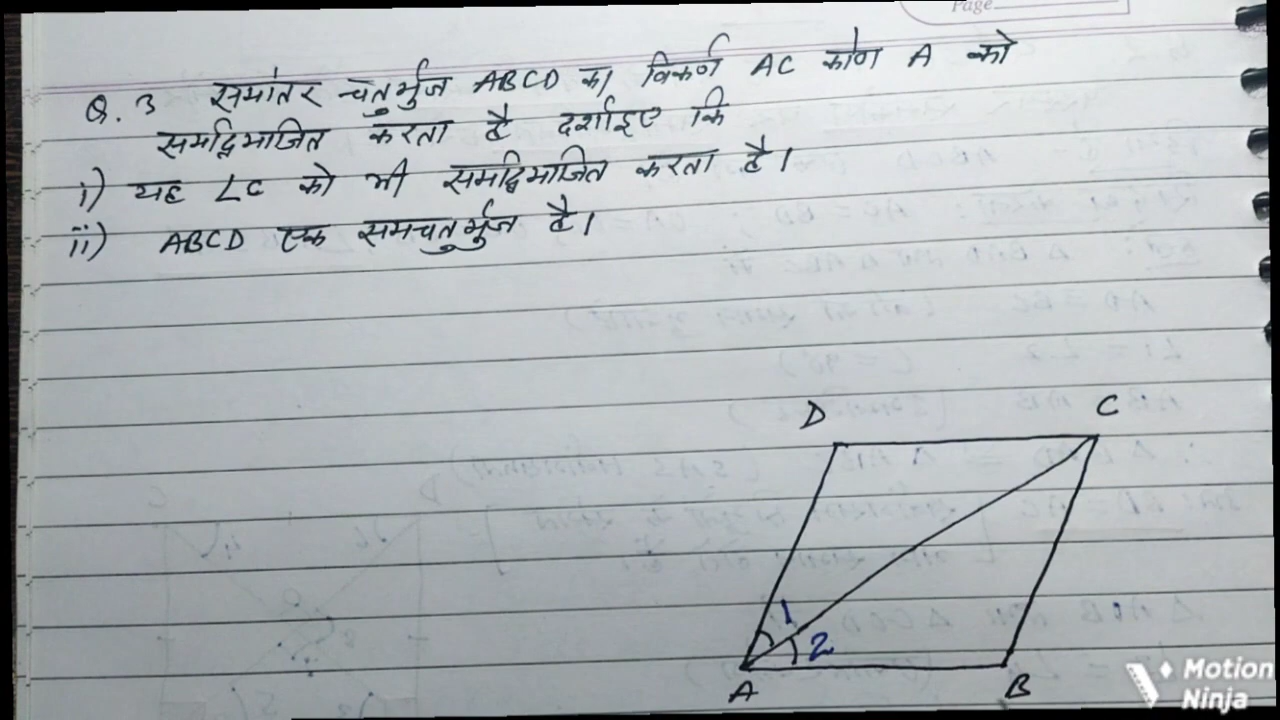 Page
Q. 3 समांतर चतुर्भुज ABCD का विकर्ण AC कोण A को
समद्विभाजित करता है दर्शाइए कि
i) यह ∠C को भी समद्विभाजित करता है।
ii) ABCD एक समचतुर्भुज है।
D C
1
2
A B
Motion
Ninja